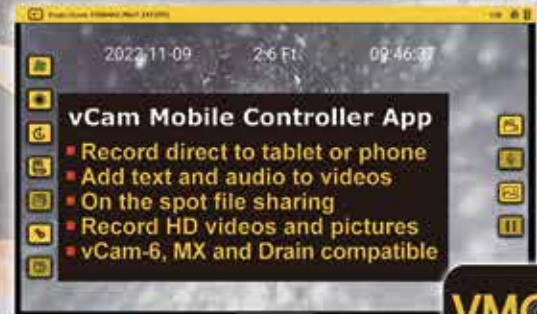 2022-11-09 2.6 Ft. 09:46:37
vCam Mobile Controller App
Record direct to tablet or phone
Add text and audio to videos
On the spot file sharing
Record HD videos and pictures
vCam-6, MX and Drain compatible